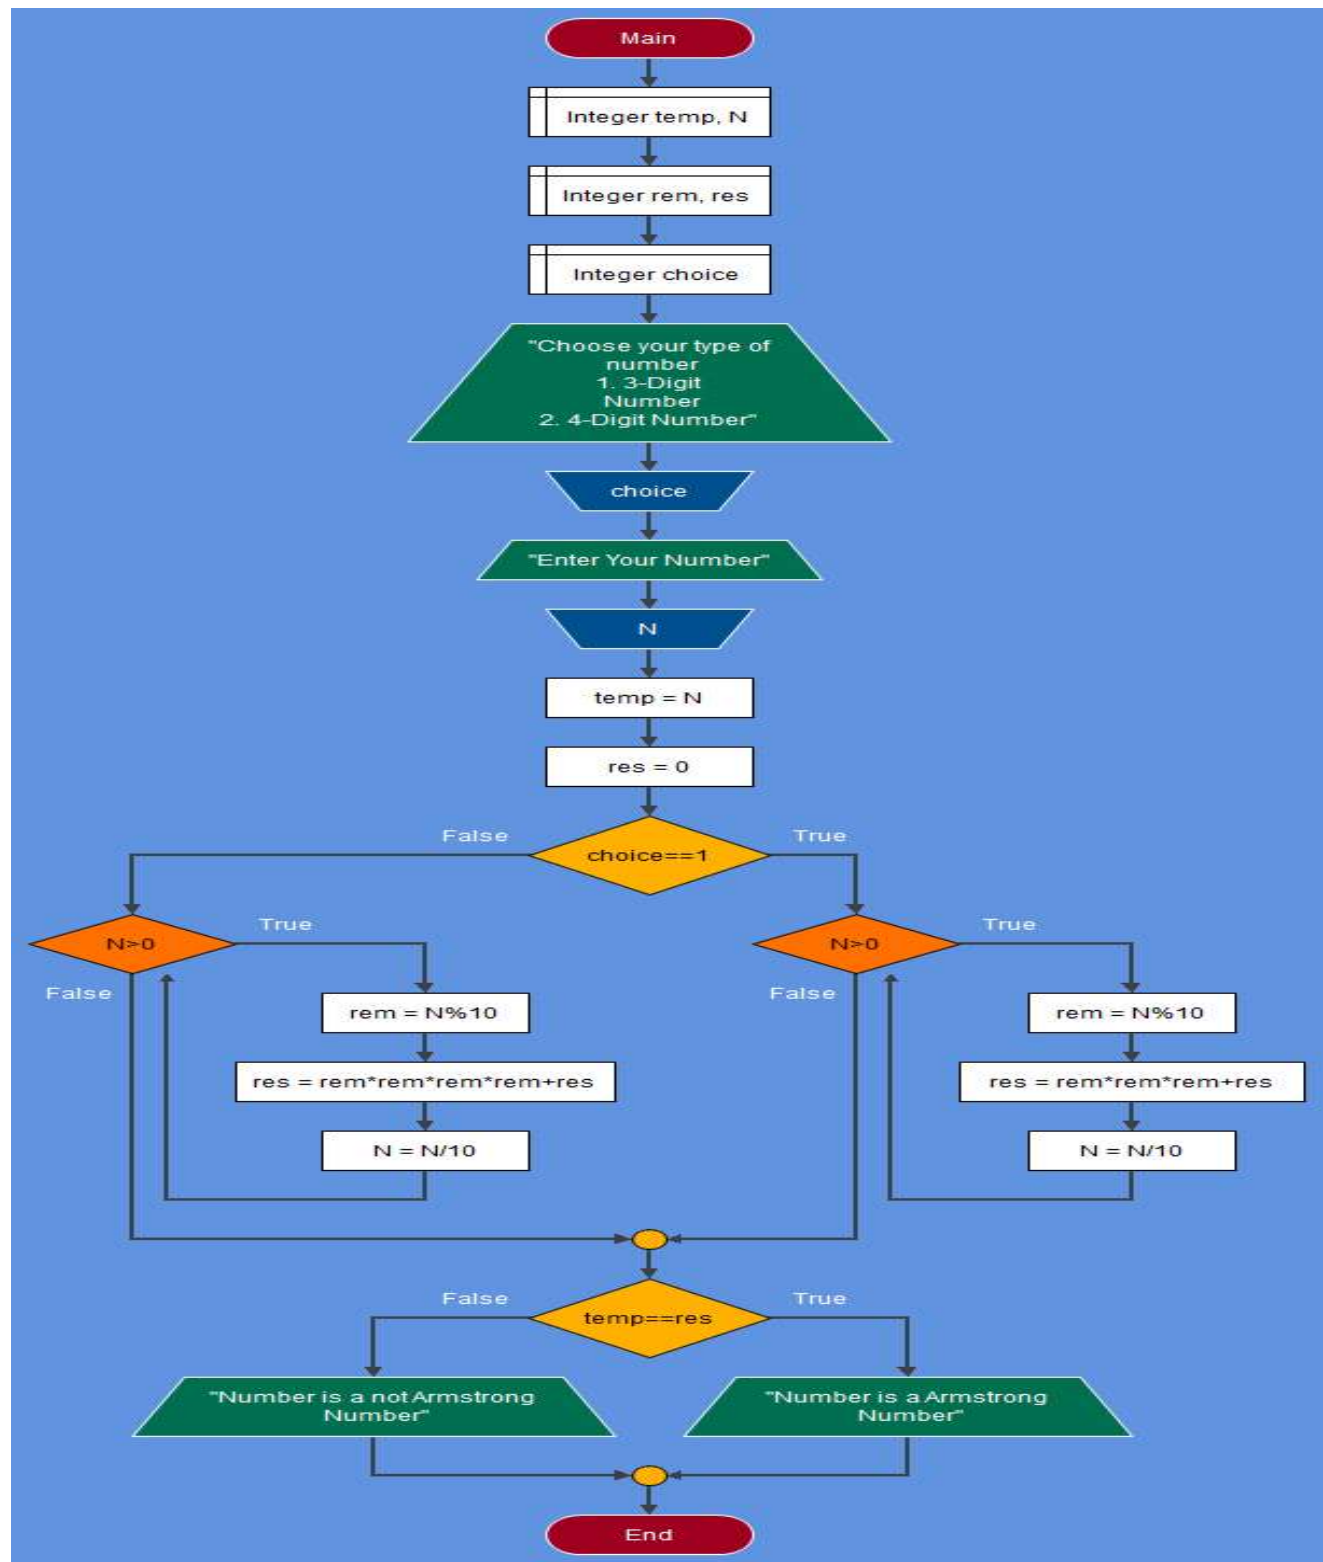 Main
Integer temp, N
Integer rem, res
Integer choice
"Choose your type of
number
1. 3-Digit
Number
2. 4-Digit Number"
choice
"Enter Your Number"
N
temp = N
res = 0
False
choice==1
True
N>0
True
False
rem = N%10
res = rem*rem*rem*rem+res
N = N/10
N>0
True
False
rem = N%10
res = rem*rem*rem+res
N = N/10
False
temp==res
True
"Number is a not Armstrong
Number"
"Number is a Armstrong
Number"
End